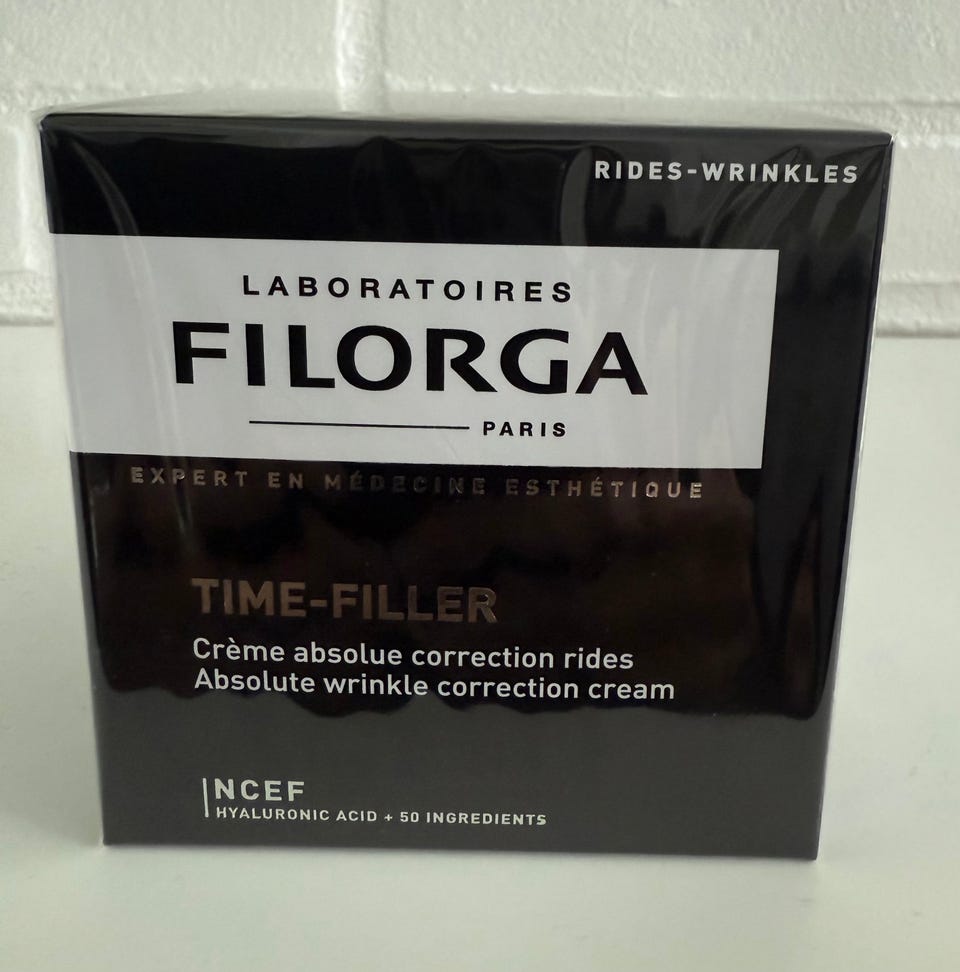 RIDES-WRINKLES
LABORATOIRES
FILORGA
PARIS
EXPERT EN MÉDECINE ESTHÉTIQUE
TIME-FILLER
Crème absolue correction rides
Absolute wrinkle correction cream
NCEF
HYALURONIC ACID + 50 INGREDIENTS